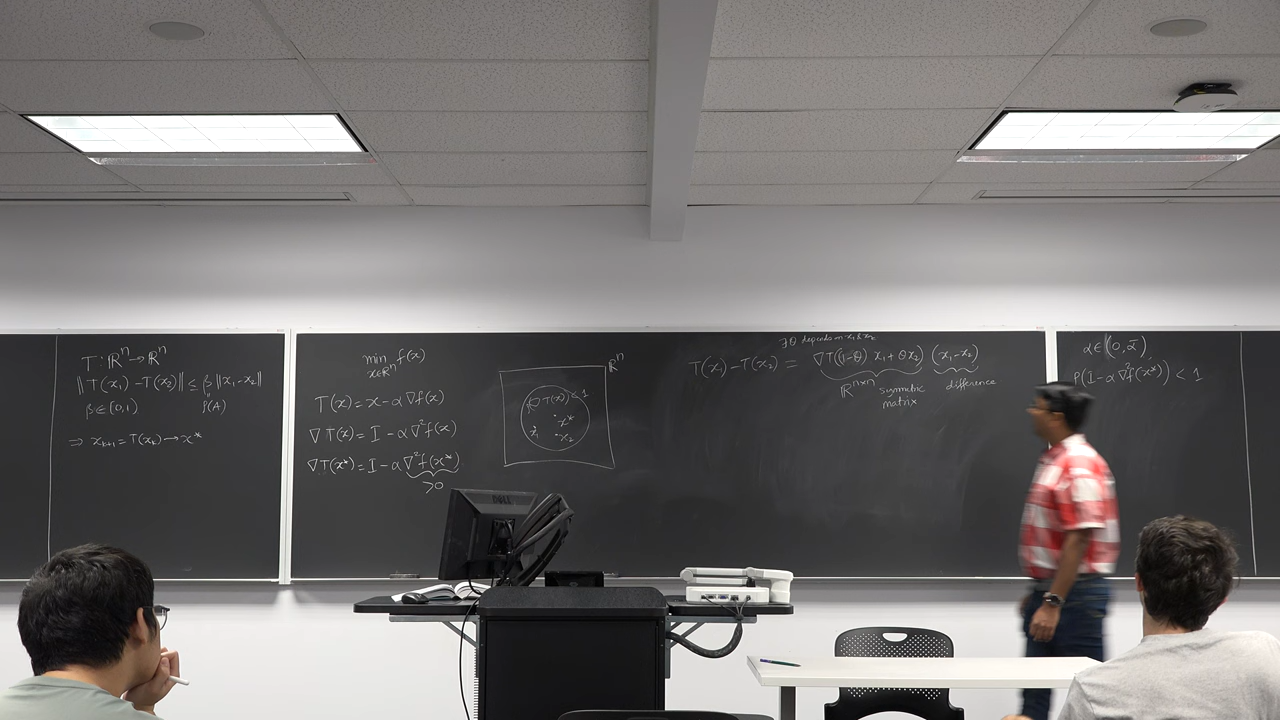 T : ℝⁿ → ℝⁿ
‖T(x₁) − T(x₂)‖ ≤ β ‖x₁−x₂‖
β ∈ [0,1)
ρ(A)
⇒ xₖ₊₁ = T(xₖ) → x*
min f(x)
x∈ℝⁿ
T(x) = x − α ∇f(x)
∇T(x) = I − α ∇²f(x)
∇T(x*) = I − α ∇²f(x*)
>0
ℝⁿ
T(x)) < 1
x*
x₁
x₂
∃ θ depends on x₁ & x₂
T(x₁) − T(x₂) = ∇T((1−θ) x₁ + θx₂) (x₁−x₂)
ℝⁿˣⁿ symmetric matrix
difference
α ∈ (0, ᾱ)
ρ(I − α ∇²f(x*)) < 1
DELL